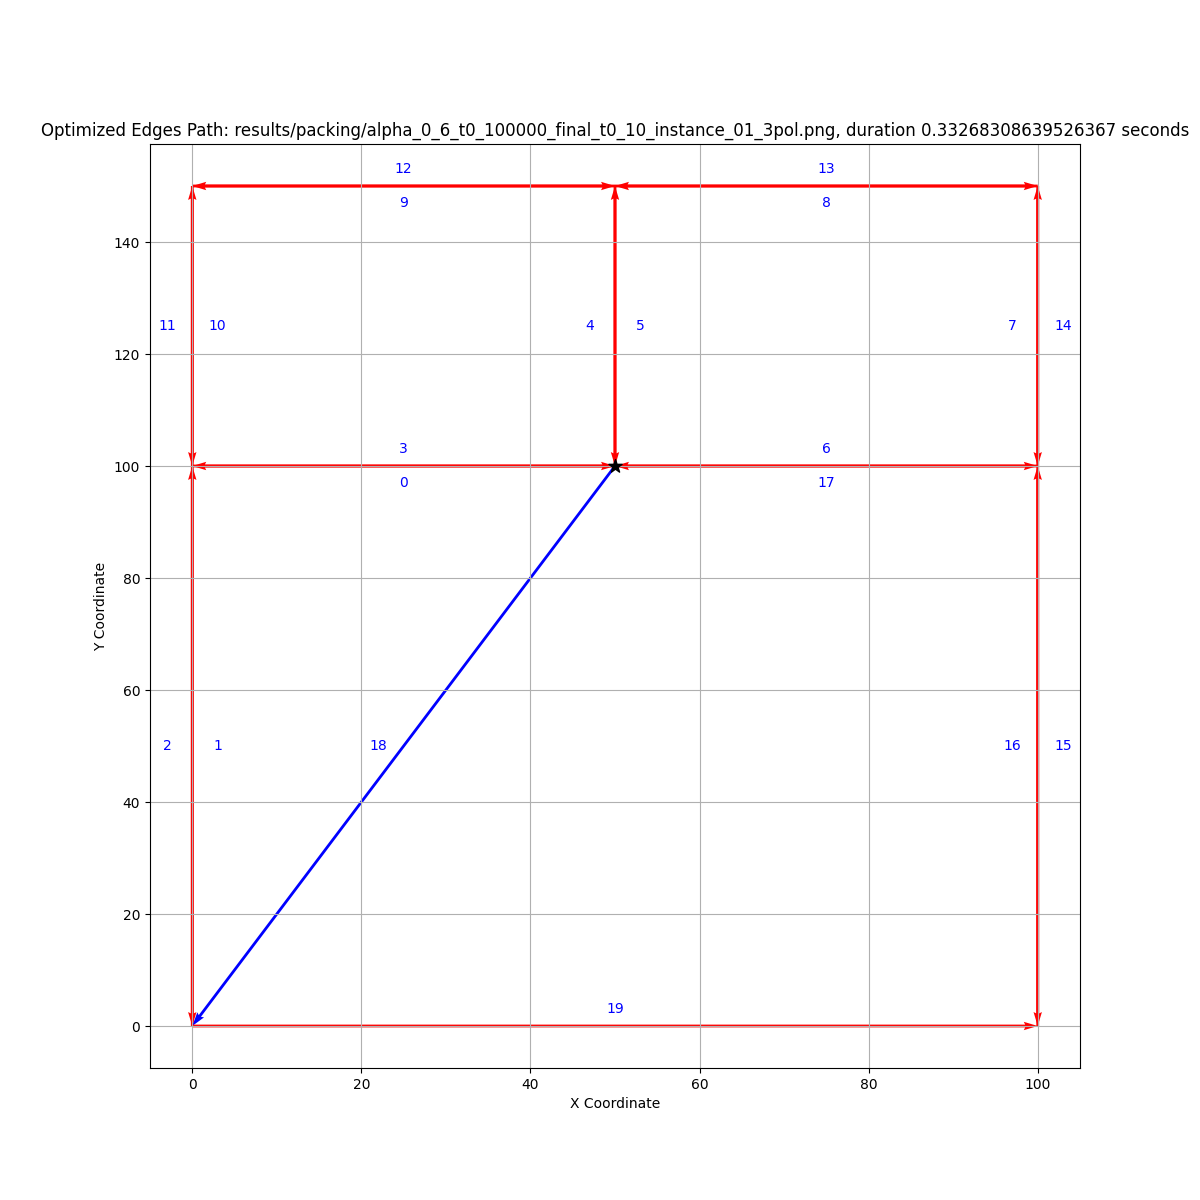 Optimized Edges Path: results/packing/alpha_0_6_t0_100000_final_t0_10_instance_01_3pol.png, duration 0.33268308639526367 seconds
12 13
9 8
140
11 10 4 5 7 14
120
3 6
100
0 17
80
Y Coordinate
60
2 1 18 16 15
40
20
19
0
0 20 40 60 80 100
X Coordinate